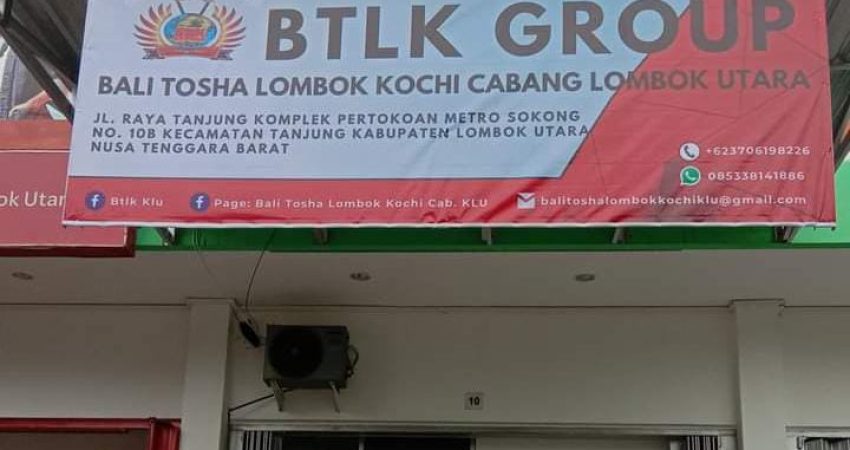 BTLK GROUP
BALI TOSHA LOMBOK KOCHI CABANG LOMBOK UTARA
JL. RAYA TANJUNG KOMPLEK PERTOKOAN METRO SOKONG
NO. 10B KECAMATAN TANJUNG KABUPATEN LOMBOK UTARA
NUSA TENGGARA BARAT
+623706198226
085338141886
Btlk Klu
Page: Bali Tosha Lombok Kochi Cab. KLU
balitoshalombokkochiklu@gmail.com
ok Utar
10